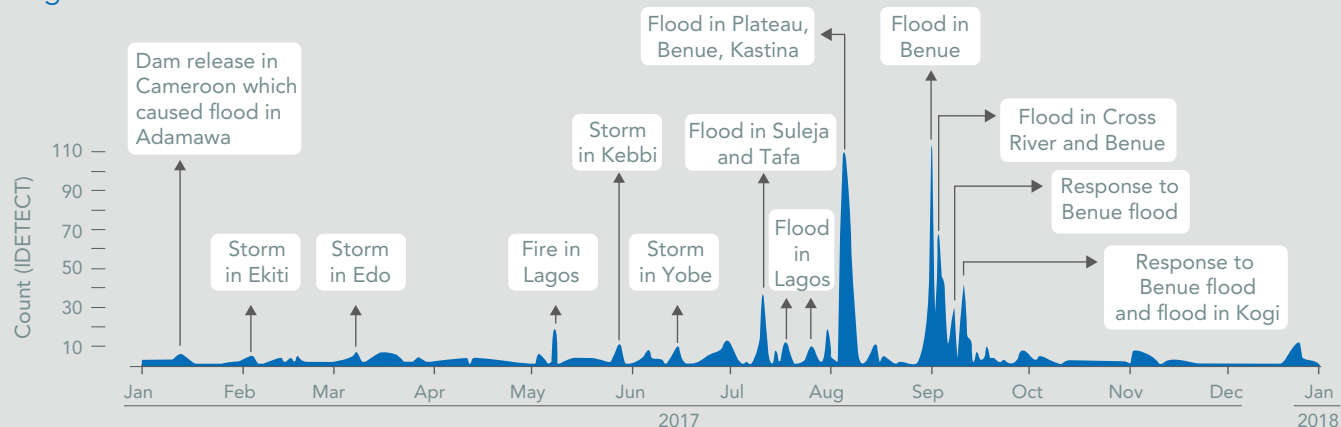 Flood in Plateau,
Benue, Kastina
Flood in
Benue
Dam release in
Cameroon which
caused flood in
Adamawa
Storm
in Kebbi
Flood in Suleja
and Tafa
Flood in Cross
River and Benue
Response to
Benue flood
Storm
in Ekiti
Storm
in Edo
Fire in
Lagos
Storm
in Yobe
Flood
in
Lagos
Response to
Benue flood
and flood in Kogi
Count (IDETECT)
110
90
70
50
30
10
Jan Feb Mar Apr May Jun Jul Aug Sep Oct Nov Dec Jan
2017 2018